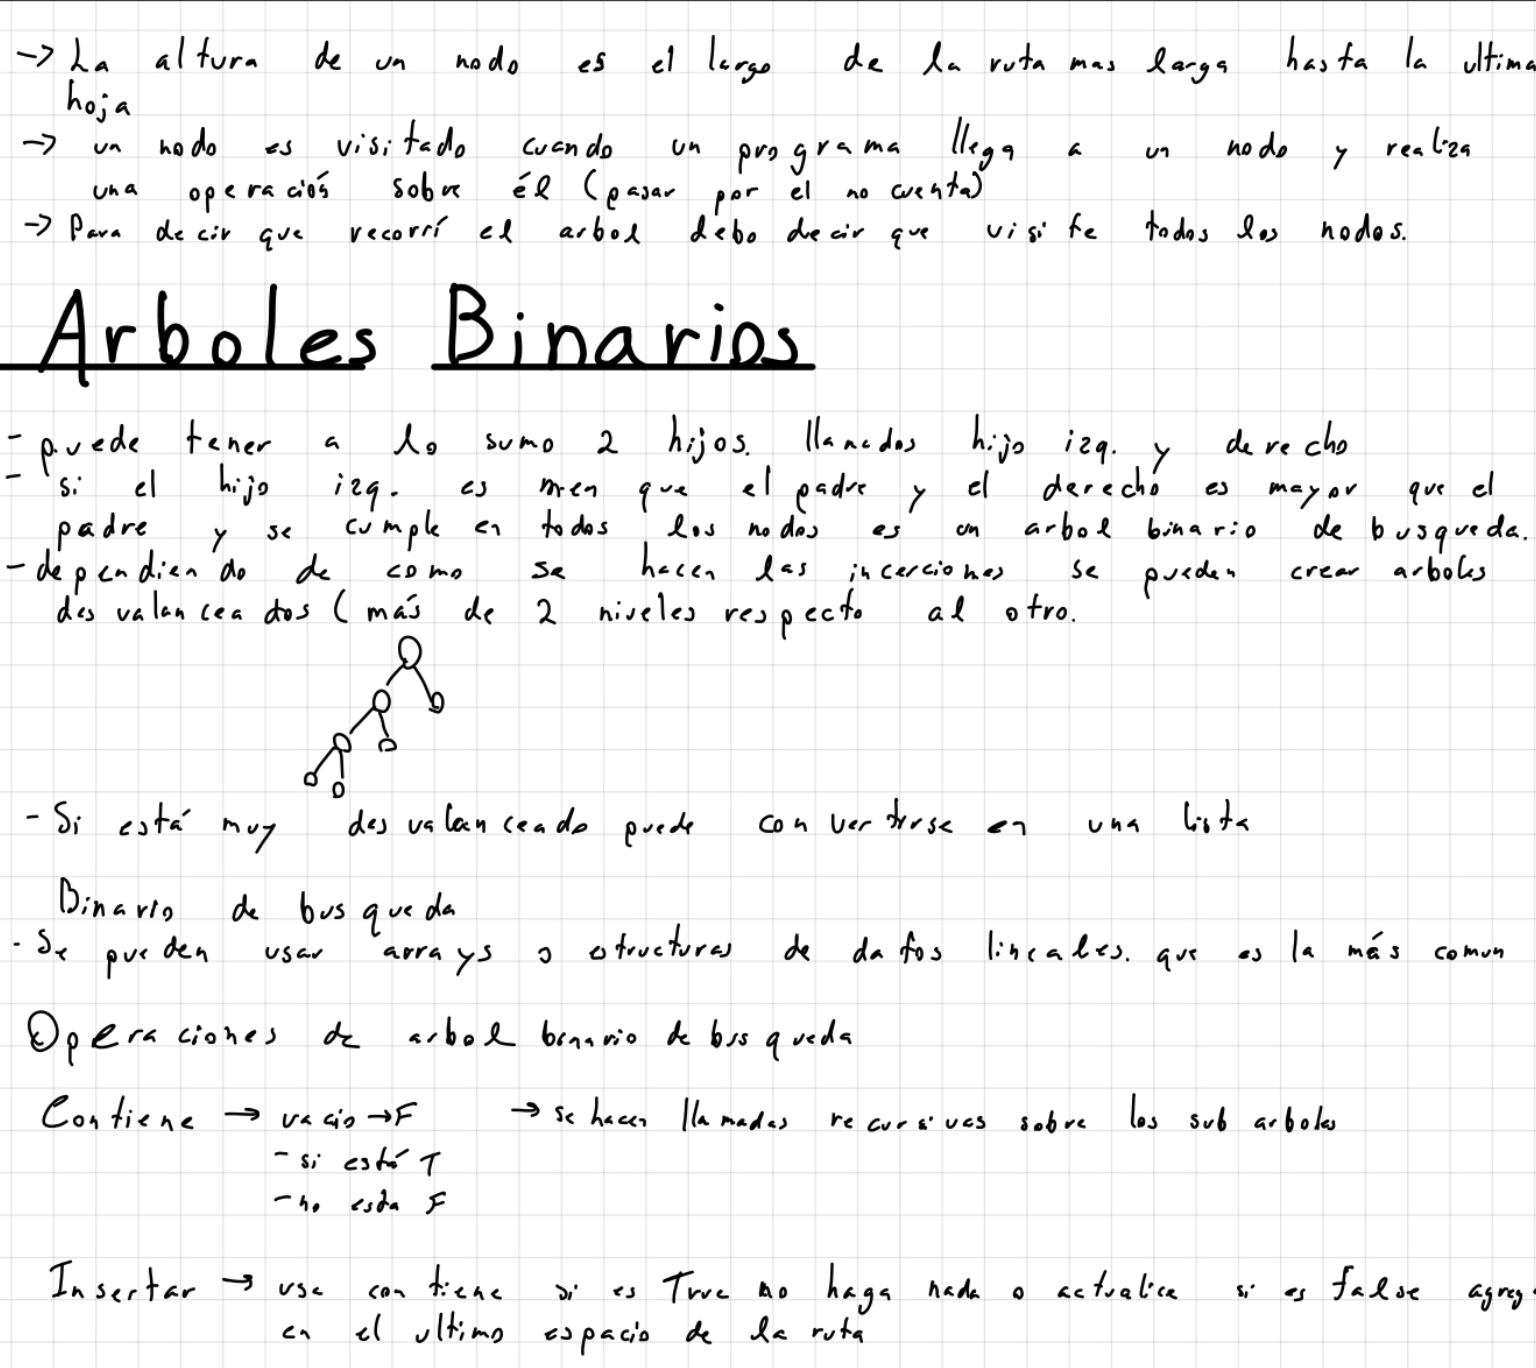 → La altura de un nodo es el largo de la ruta mas larga hasta la ultima
hoja
→ un nodo es visitado cuando un programa llega a un nodo y realiza
una operación sobre él (pasar por el no cuenta)
→ Para decir que recorrí el arbol debo decir que visite todos los nodos.
Arboles Binarios
- puede tener a lo sumo 2 hijos. llamados hijo izq. y derecho
- si el hijo izq. es men que el padre y el derecho es mayor que el
padre y se cumple en todos los nodos es un arbol binario de busqueda.
- dependiendo de como se hacen las incerciones se pueden crear arboles
desvalanceados (más de 2 niveles respecto al otro.
- Si está muy desvalanceado puede convertirse en una lista
Binario de busqueda
- Se pueden usar arrays o estructuras de datos lineales. que es la más comun
Operaciones de arbol binario de busqueda
Contiene → vacio → F → se hacen llamadas recursivas sobre los sub arboles
- si está T
- no esta F
Insertar → use contiene si es True no haga nada o actualice si es false agreg
en el ultimo espacio de la ruta